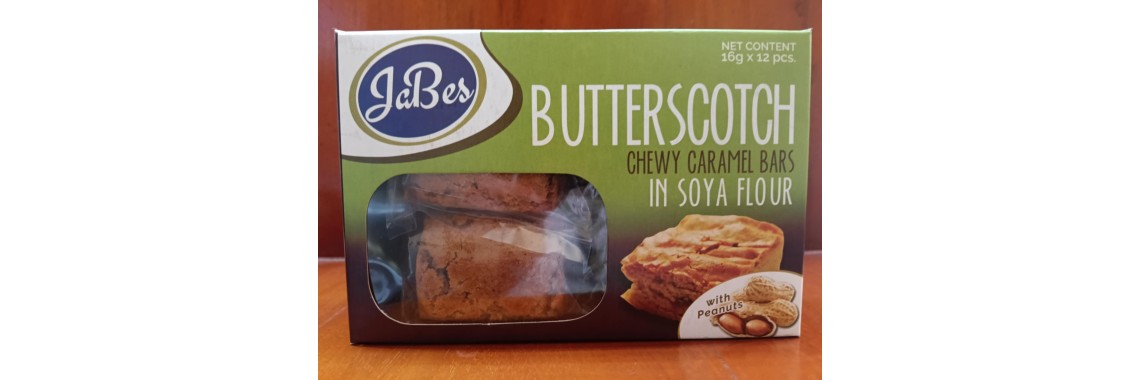 JaBes
NET CONTENT
16g x 12 pcs.
BUTTERSCOTCH
CHEWY CARAMEL BARS
IN SOYA FLOUR
with
Peanuts